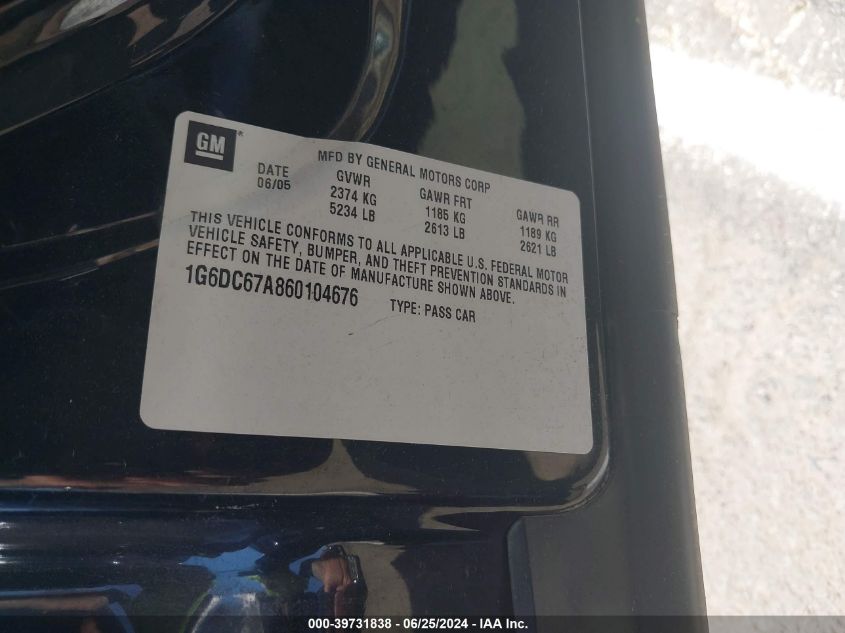 GM ®
MFD BY GENERAL MOTORS CORP
DATE GVWR GAWR FRT GAWR RR
06/05 2374 KG 1185 KG 1189 KG
5234 LB 2613 LB 2621 LB
THIS VEHICLE CONFORMS TO ALL APPLICABLE U.S. FEDERAL MOTOR
VEHICLE SAFETY, BUMPER, AND THEFT PREVENTION STANDARDS IN
EFFECT ON THE DATE OF MANUFACTURE SHOWN ABOVE.
1G6DC67A860104676 TYPE: PASS CAR
000-39731838 - 06/25/2024 - IAA Inc.